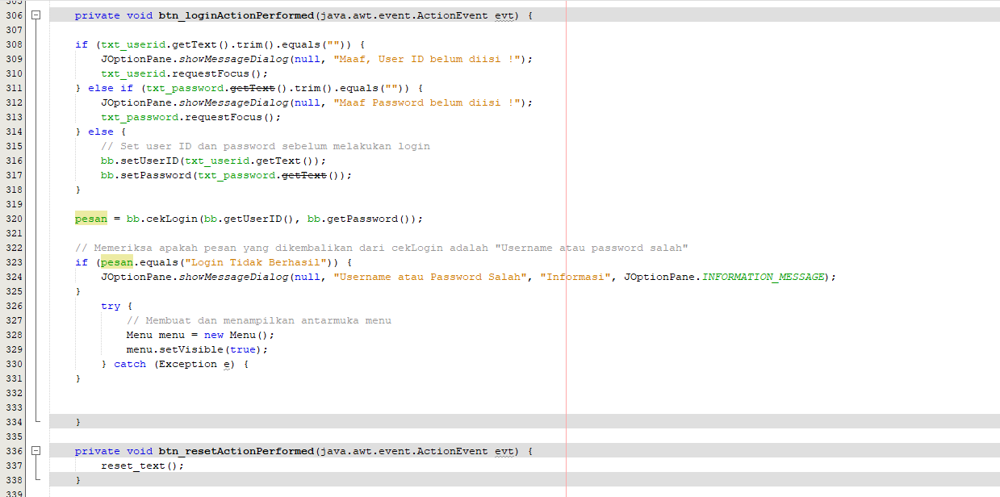 305
306 private void btn_loginActionPerformed(java.awt.event.ActionEvent evt) {
307
308 if (txt_userid.getText().trim().equals("")) {
309 JOptionPane.showMessageDialog(null, "Maaf, User ID belum diisi !");
310 txt_userid.requestFocus();
311 } else if (txt_password.getText().trim().equals("")) {
312 JOptionPane.showMessageDialog(null, "Maaf Password belum diisi !");
313 txt_password.requestFocus();
314 } else {
315 // Set user ID dan password sebelum melakukan login
316 bb.setUserID(txt_userid.getText());
317 bb.setPassword(txt_password.getText());
318 }
319
320 pesan = bb.cekLogin(bb.getUserID(), bb.getPassword());
321
322 // Memeriksa apakah pesan yang dikembalikan dari cekLogin adalah "Username atau password salah"
323 if (pesan.equals("Login Tidak Berhasil")) {
324 JOptionPane.showMessageDialog(null, "Username atau Password Salah", "Informasi", JOptionPane.INFORMATION_MESSAGE);
325 }
326 try {
327 // Membuat dan menampilkan antarmuka menu
328 Menu menu = new Menu();
329 menu.setVisible(true);
330 } catch (Exception e) {
331 }
332
333
334 }
335
336 private void btn_resetActionPerformed(java.awt.event.ActionEvent evt) {
337 reset_text();
338 }
339